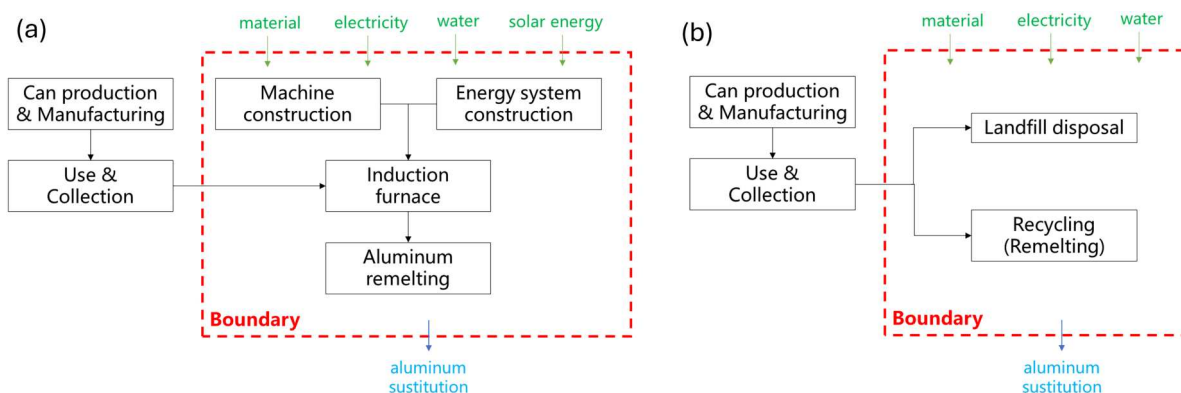 (a)
material
electricity
water
solar energy
Can production
& Manufacturing
Machine
construction
Energy system
construction
Use &
Collection
Induction
furnace
Aluminum
remelting
Boundary
aluminum
sustitution
(b)
material
electricity
water
Can production
& Manufacturing
Landfill disposal
Use &
Collection
Recycling
(Remelting)
Boundary
aluminum
sustitution